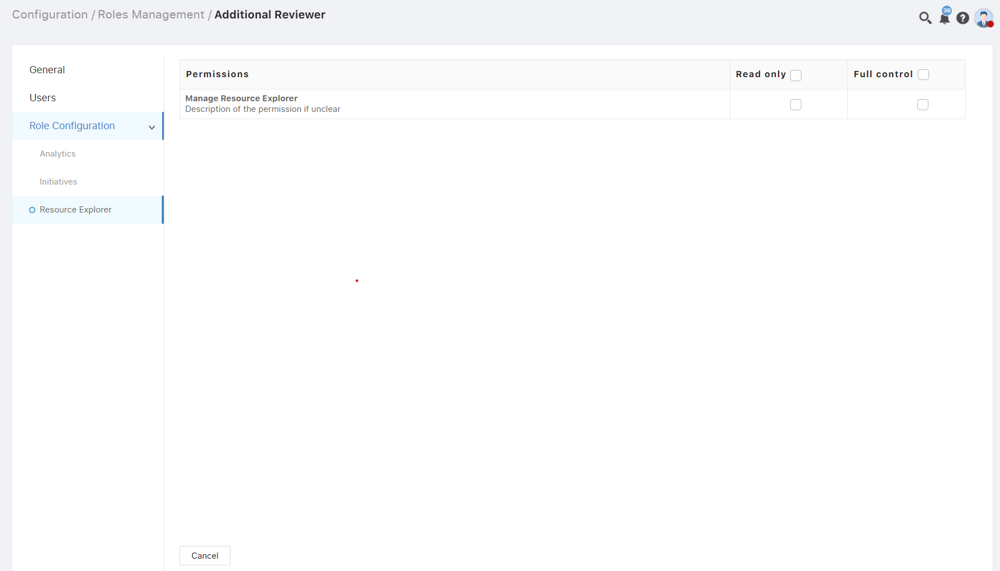 Configuration / Roles Management / Additional Reviewer
39
?
General
Users
Role Configuration
Analytics
Initiatives
Resource Explorer
Permissions
Read only
Full control
Manage Resource Explorer
Description of the permission if unclear
Cancel